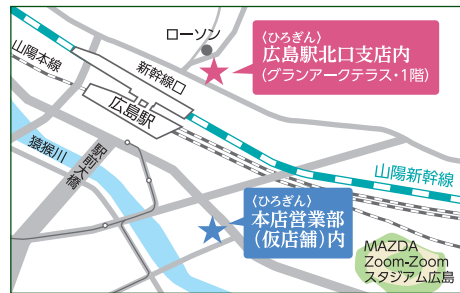 ローソン
〈ひろぎん〉
広島駅北口支店内
(グランアークテラス・1階)
山陽本線
新幹線口
広島駅
猿猴川
駅前大橋
山陽新幹線
〈ひろぎん〉
本店営業部
(仮店舗)内
MAZDA
Zoom-Zoom
スタジアム広島